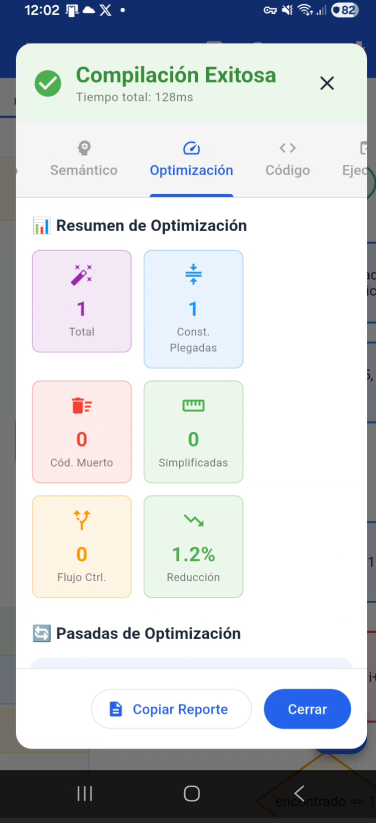 12:02
82
Compilación Exitosa
Tiempo total: 128ms
Semántico
Optimización
Código
Ejec
Resumen de Optimización
1
Total
1
Const.
Plegadas
0
Cód. Muerto
0
Simplificadas
0
Flujo Ctrl.
1.2%
Reducción
Pasadas de Optimización
Copiar Reporte
Cerrar
encontrado == 1